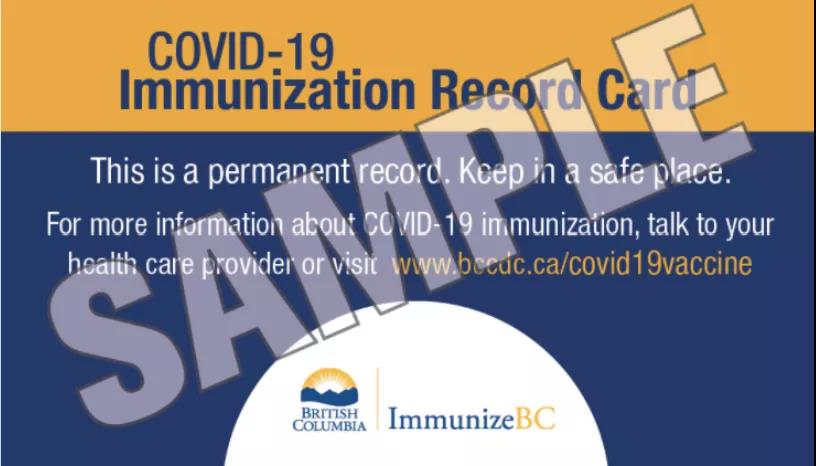 COVID-19
Immunization Record Card
This is a permanent record. Keep in a safe place.
For more information about COVID-19 immunization, talk to your
health care provider or visit www.bccdc.ca/covid19vaccine
SAMPLE
BRITISH
COLUMBIA
ImmunizeBC